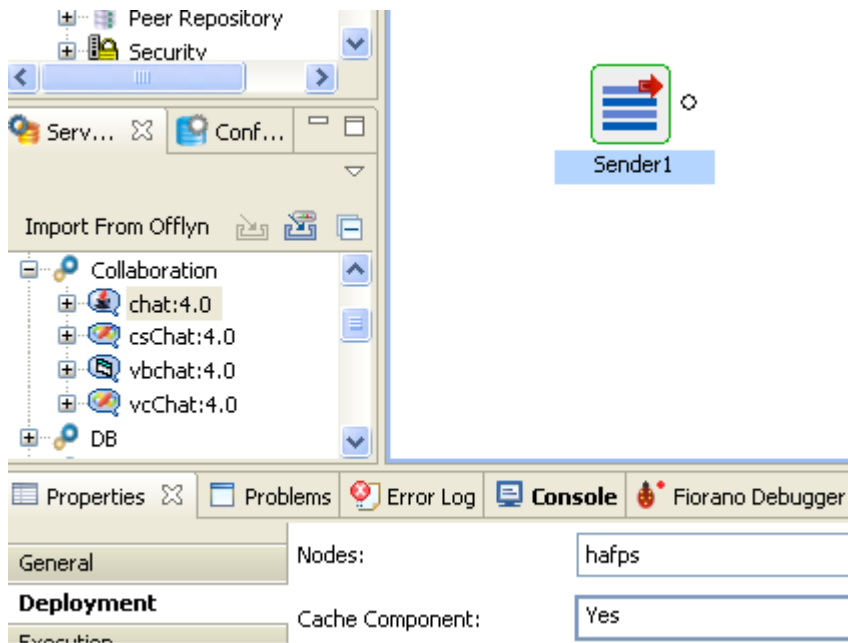 Peer Repository
Security
Serv...
Conf...
Sender1
Import From Offlyn
Collaboration
chat:4.0
csChat:4.0
vbchat:4.0
vcChat:4.0
DB
Properties
Problems
Error Log
Console
Fiorano Debugger
General
Nodes:
hafps
Deployment
Cache Component:
Yes
Execution